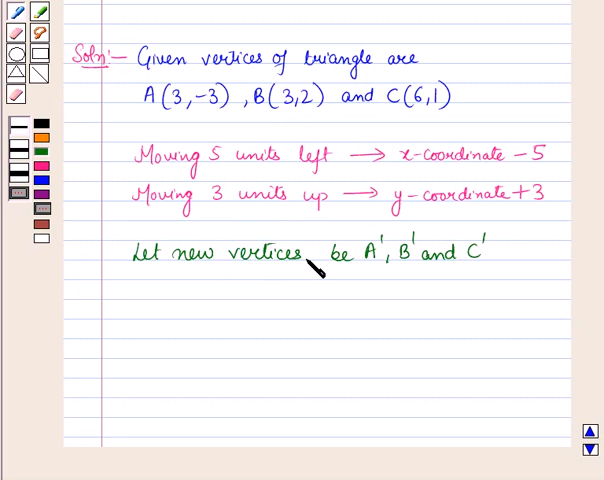 Soln:- Given vertices of triangle are
A(3,-3), B(3,2) and C(6,1)
Moving 5 units left → x-coordinate - 5
Moving 3 units up → y-coordinate + 3
Let new vertices be A', B' and C'